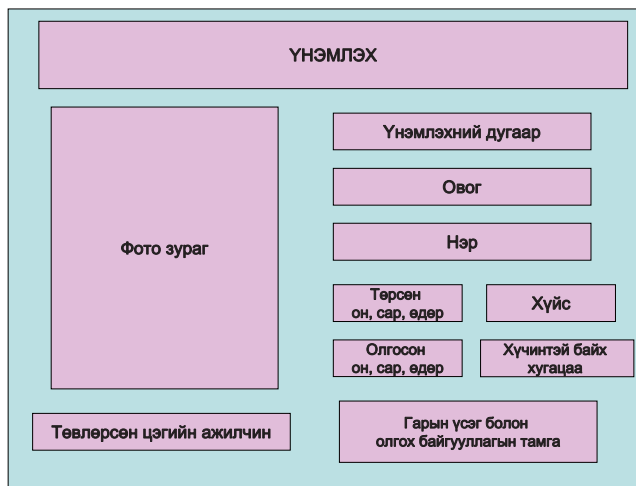 ҮНЭМЛЭХ
Фото зураг
Үнэмлэхний дугаар
Овог
Нэр
Төрсөн
он, сар, өдөр
Хүйс
Олгосон
он, сар, өдөр
Хүчинтэй байх
хугацаа
Төвлөрсөн цэгийн ажилчин
Гарын үсэг болон
олгох байгууллагын тамга